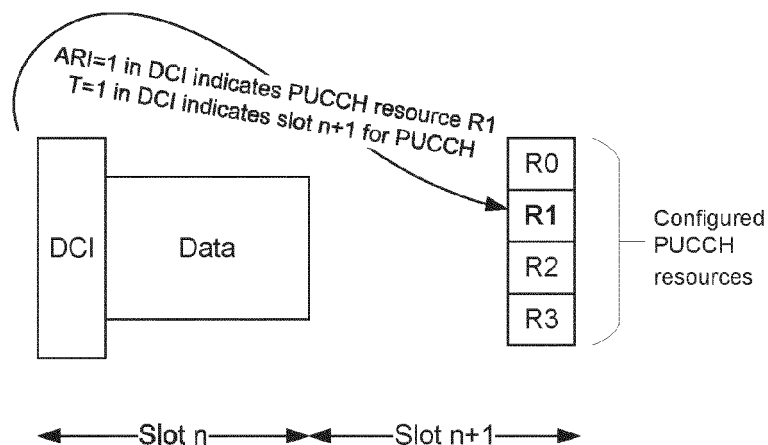 ARI=1 in DCI indicates PUCCH resource R1
T=1 in DCI indicates slot n+1 for PUCCH
DCI
Data
R0
R1
R2
R3
Configured
PUCCH
resources
Slot n
Slot n+1